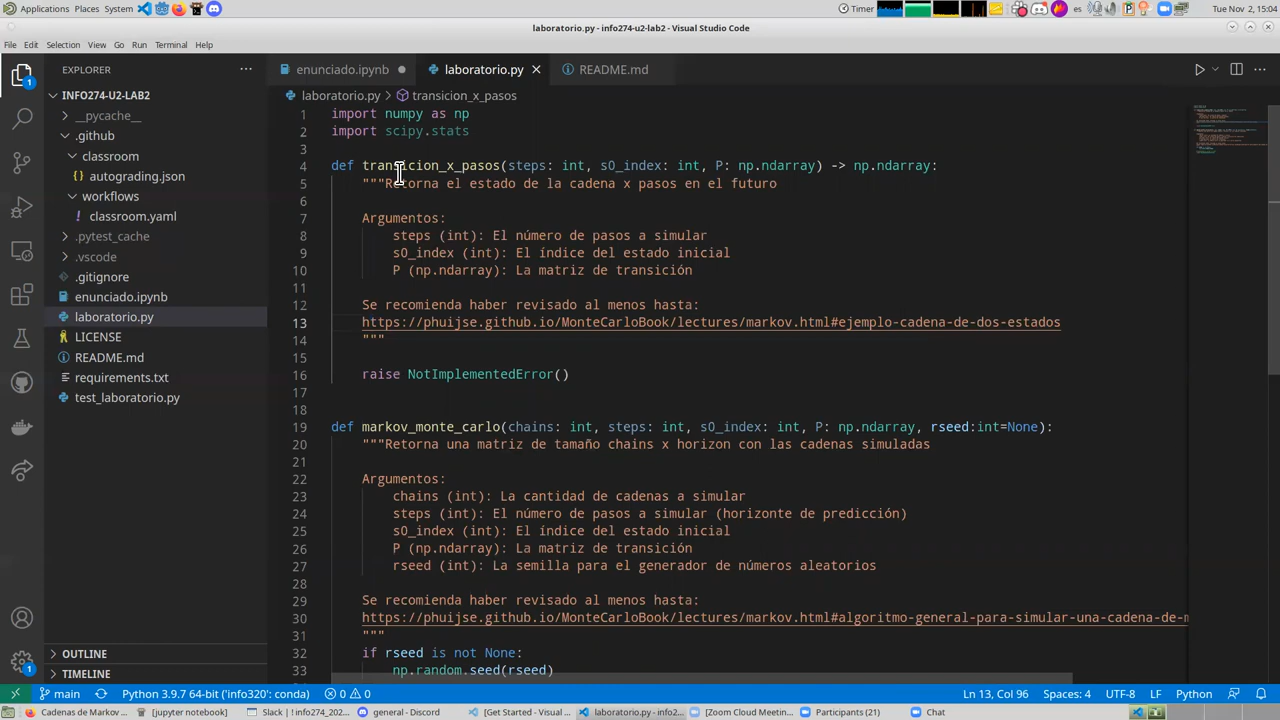 Applications Places System
Timer
es
Tue Nov 2, 15:04
laboratorio.py - info274-u2-lab2 - Visual Studio Code
File Edit Selection View Go Run Terminal Help
EXPLORER
enunciado.ipynb
laboratorio.py
README.md
INFO274-U2-LAB2
laboratorio.py > transicion_x_pasos
__pycache__
.github
classroom
autograding.json
workflows
classroom.yaml
.pytest_cache
.vscode
.gitignore
enunciado.ipynb
laboratorio.py
LICENSE
README.md
requirements.txt
test_laboratorio.py
OUTLINE
TIMELINE
1 import numpy as np
2 import scipy.stats
3
4 def transicion_x_pasos(steps: int, s0_index: int, P: np.ndarray) -> np.ndarray:
5 """Retorna el estado de la cadena x pasos en el futuro
6
7 Argumentos:
8 steps (int): El número de pasos a simular
9 s0_index (int): El índice del estado inicial
10 P (np.ndarray): La matriz de transición
11
12 Se recomienda haber revisado al menos hasta:
13 https://phuijse.github.io/MonteCarloBook/lectures/markov.html#ejemplo-cadena-de-dos-estados
14 """
15
16 raise NotImplementedError()
17
18
19 def markov_monte_carlo(chains: int, steps: int, s0_index: int, P: np.ndarray, rseed:int=None):
20 """Retorna una matriz de tamaño chains x horizon con las cadenas simuladas
21
22 Argumentos:
23 chains (int): La cantidad de cadenas a simular
24 steps (int): El número de pasos a simular (horizonte de predicción)
25 s0_index (int): El índice del estado inicial
26 P (np.ndarray): La matriz de transición
27 rseed (int): La semilla para el generador de números aleatorios
28
29 Se recomienda haber revisado al menos hasta:
30 https://phuijse.github.io/MonteCarloBook/lectures/markov.html#algoritmo-general-para-simular-una-cadena-de-m
31 """
32 if rseed is not None:
33 np.random.seed(rseed)
main
Python 3.9.7 64-bit ('info320': conda)
0
0
Ln 13, Col 96
Spaces: 4
UTF-8
LF
Python
Cadenas de Markov ...
[jupyter notebook]
Slack | ! info274_202...
general - Discord
[Get Started - Visual ...
laboratorio.py - info2...
[Zoom Cloud Meetin...
Participants (21)
Chat